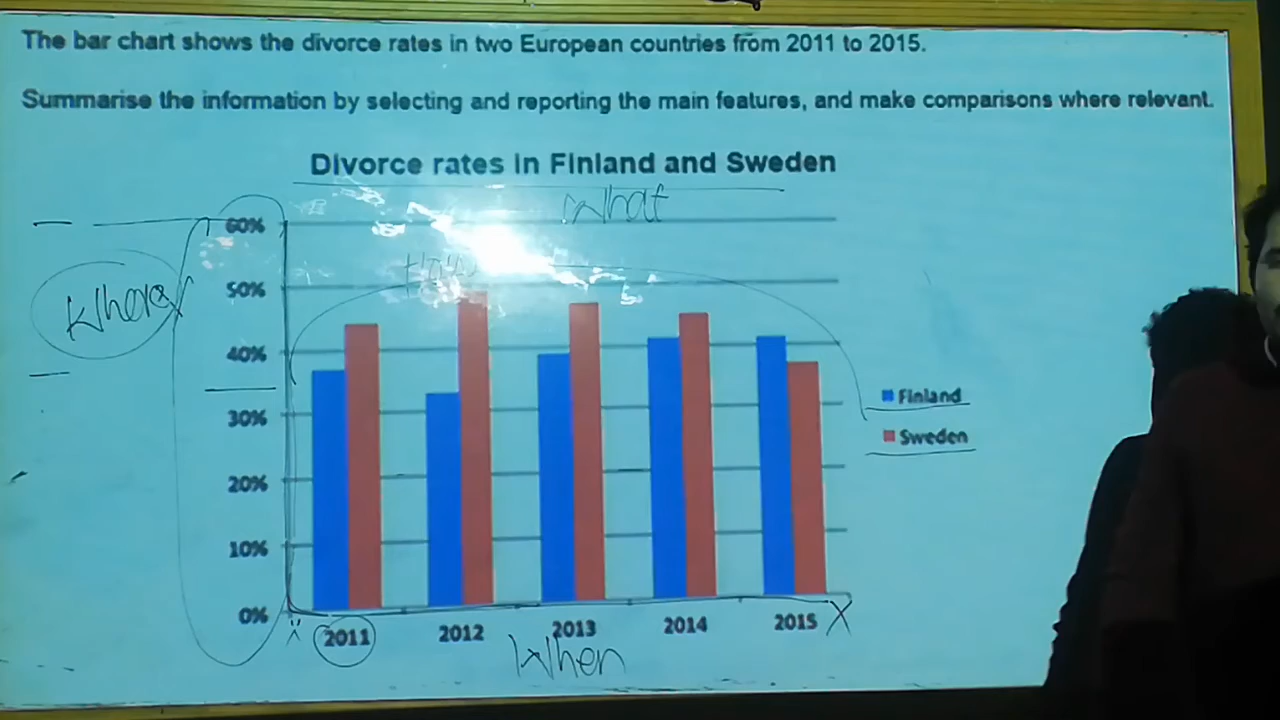 The bar chart shows the divorce rates in two European countries from 2011 to 2015.
Summarise the information by selecting and reporting the main features, and make comparisons where relevant.
Divorce rates in Finland and Sweden
What
60%
Where
How
50%
40%
30%
20%
10%
0%
Finland
Sweden
2011 2012 2013 2014 2015 X
When